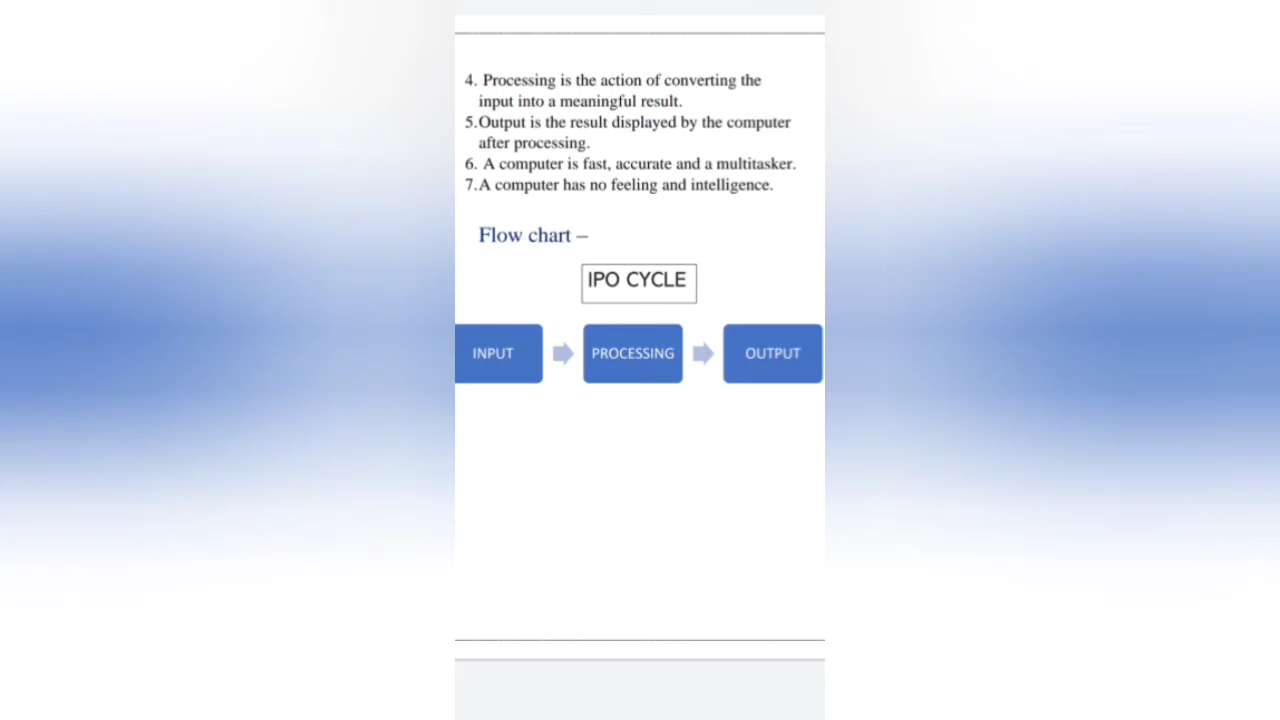 4. Processing is the action of converting the
input into a meaningful result.
5.Output is the result displayed by the computer
after processing.
6. A computer is fast, accurate and a multitasker.
7.A computer has no feeling and intelligence.
Flow chart –
IPO CYCLE
INPUT
PROCESSING
OUTPUT